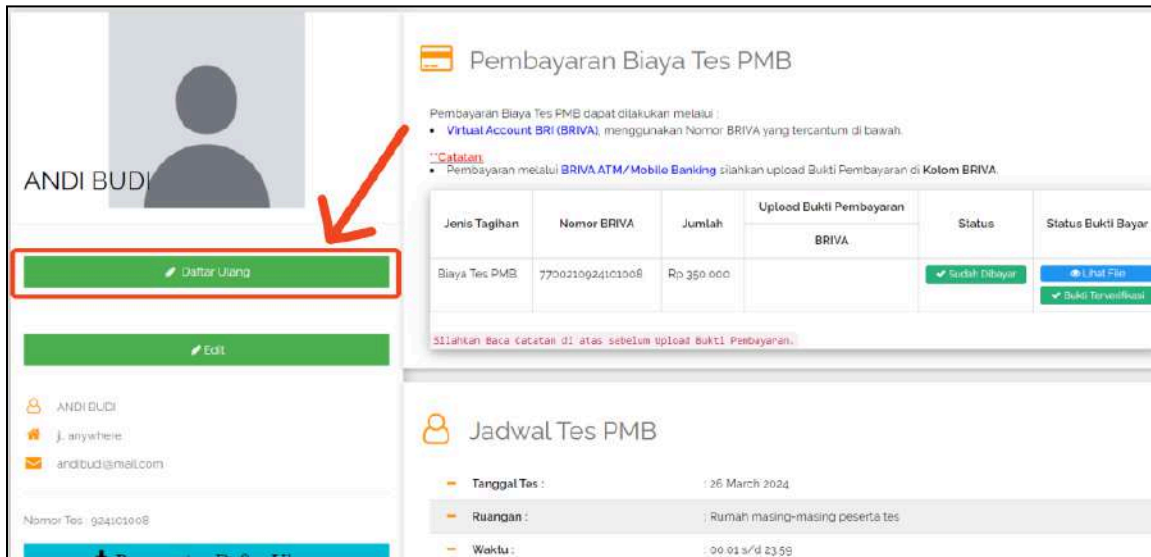 ANDI BUDI
Daftar Ulang
Edit
ANDI BUDI
jl. anywhere
andibudi@mail.com
Nomor Tes : 924101008
Pembayaran Biaya Tes PMB
Pembayaran Biaya Tes PMB dapat dilakukan melalui :
Virtual Account BRI (BRIVA), menggunakan Nomor BRIVA yang tercantum di bawah.
**Catatan:
Pembayaran melalui BRIVA ATM/Mobile Banking silahkan upload Bukti Pembayaran di Kolom BRIVA.
Jenis Tagihan Nomor BRIVA Jumlah Upload Bukti Pembayaran Status Status Bukti Bayar
BRIVA
Biaya Tes PMB 7700210924101008 Rp 350.000 Sudah Dibayar Lihat File
Bukti Terverifikasi
Silahkan Baca Catatan di atas sebelum Upload Bukti Pembayaran.
Jadwal Tes PMB
Tanggal Tes : : 26 March 2024
Ruangan : : Rumah masing-masing peserta tes
Waktu : : 00.01 s/d 23.59